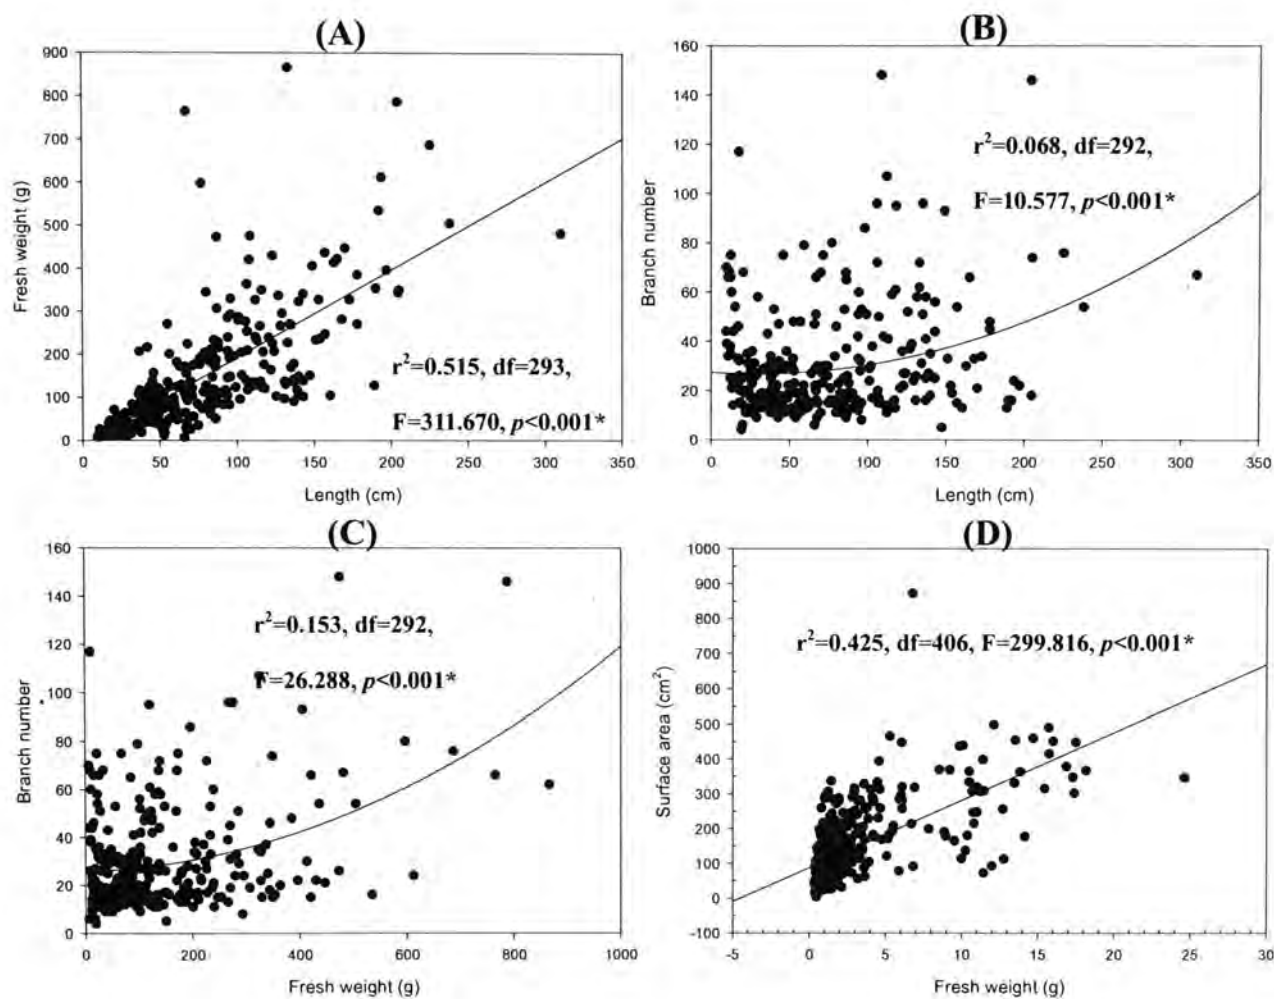 (A)
900
800
700
600
500
400
300
200
100
0
Fresh weight (g)
r²=0.515, df=293,
F=311.670, p<0.001*
0 50 100 150 200 250 300 350
Length (cm)
(B)
160
140
120
100
80
60
40
20
0
Branch number
r²=0.068, df=292,
F=10.577, p<0.001*
0 50 100 150 200 250 300 350
Length (cm)
(C)
160
140
120
100
80
60
40
20
0
Branch number
r²=0.153, df=292,
F=26.288, p<0.001*
0 200 400 600 800 1000
Fresh weight (g)
(D)
1000
900
800
700
600
500
400
300
200
100
0
-100
Surface area (cm²)
r²=0.425, df=406, F=299.816, p<0.001*
-5 0 5 10 15 20 25 30
Fresh weight (g)